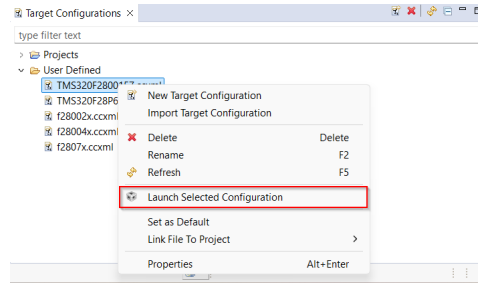 Target Configurations
type filter text
Projects
User Defined
TMS320F2800157.ccxml
TMS320F28P6
f28002x.ccxml
f28004x.ccxml
f2807x.ccxml
New Target Configuration
Import Target Configuration
Delete Delete
Rename F2
Refresh F5
Launch Selected Configuration
Set as Default
Link File To Project
Properties Alt+Enter